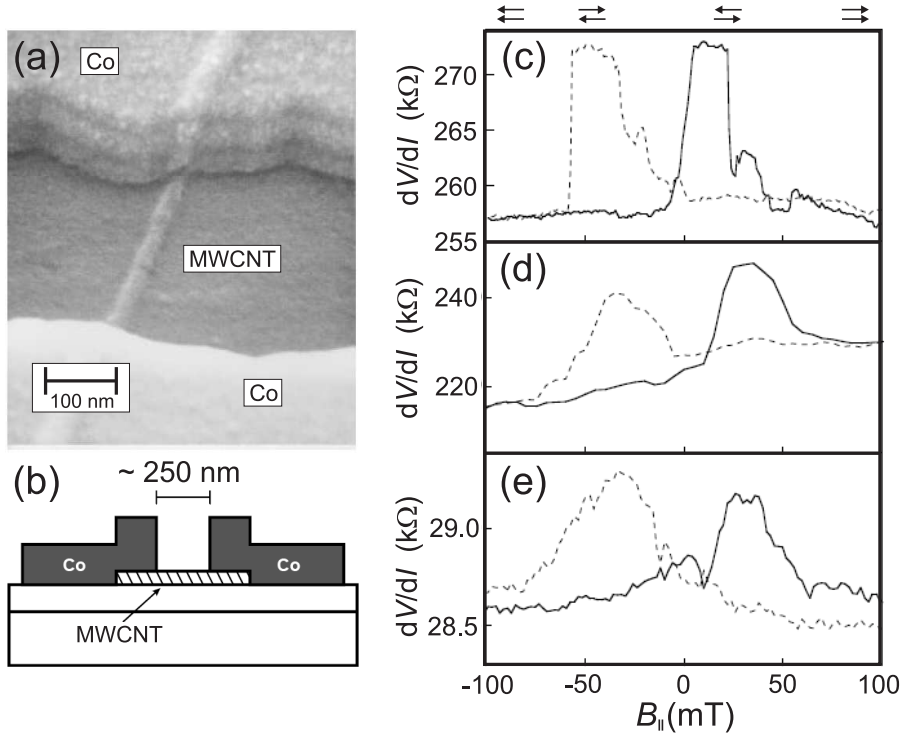 (a)
Co
MWCNT
Co
100 nm
(b)
~ 250 nm
Co
Co
MWCNT
(c)
dV/dI (kΩ)
270
265
260
255
(d)
dV/dI (kΩ)
240
220
(e)
dV/dI (kΩ)
29.0
28.5
-100
-50
0
50
100
B|| (mT)